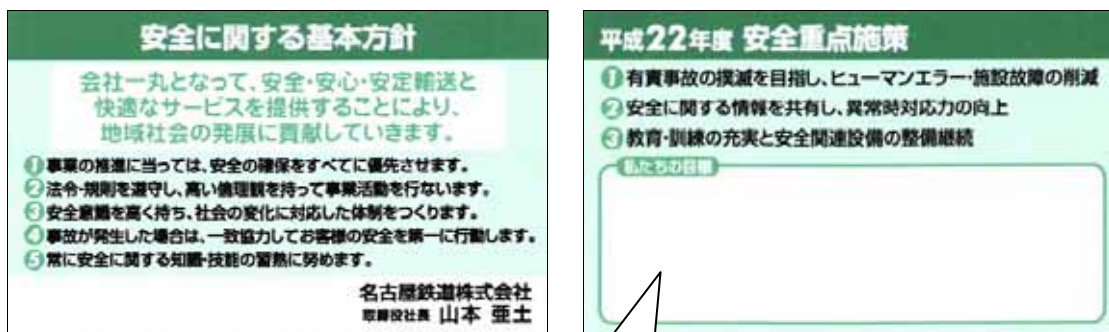 安全に関する基本方針
会社一丸となって、安全・安心・安定輸送と
快適なサービスを提供することにより、
地域社会の発展に貢献していきます。
①事業の推進に当っては、安全の確保をすべてに優先させます。
②法令・規則を遵守し、高い倫理観を持って事業活動を行ないます。
③安全意識を高く持ち、社会の変化に対応した体制をつくります。
④事故が発生した場合は、一致協力してお客様の安全を第一に行動します。
⑤常に安全に関する知識・技能の習熟に努めます。
名古屋鉄道株式会社
取締役社長 山本 亜土
平成22年度 安全重点施策
①有責事故の撲滅を目指し、ヒューマンエラー・施設故障の削減
②安全に関する情報を共有し、異常時対応力の向上
③教育・訓練の充実と安全関連設備の整備継続
私たちの目標